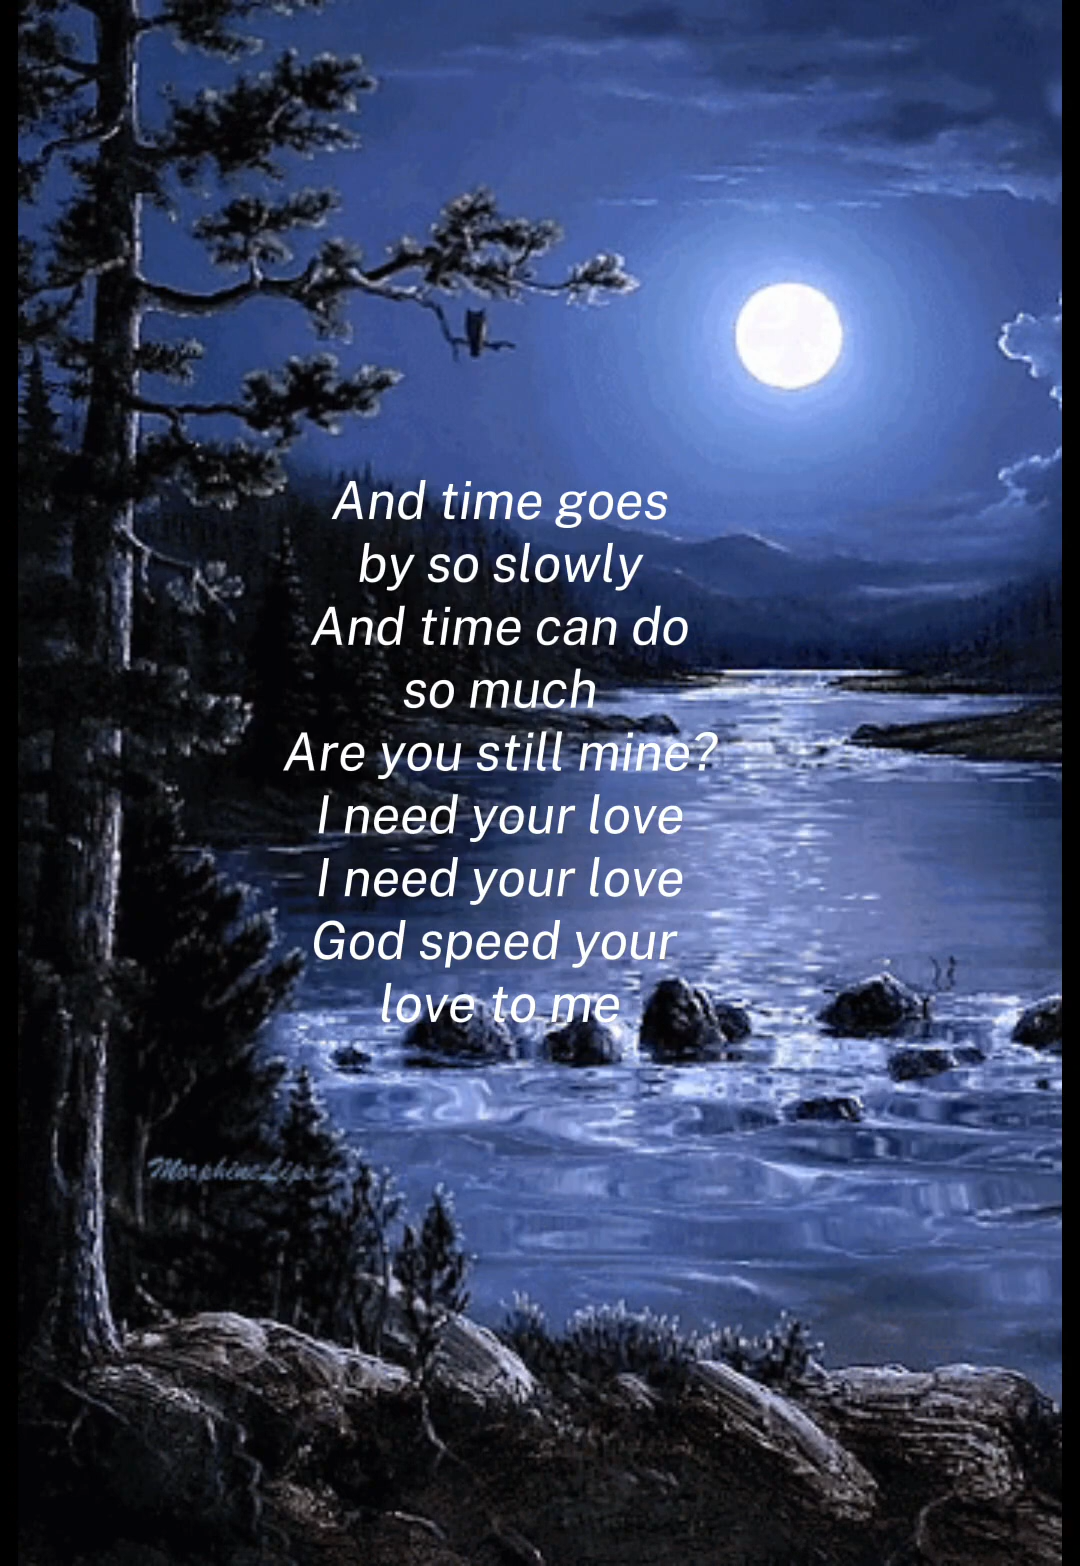 And time goes
by so slowly
And time can do
so much
Are you still mine?
I need your love
I need your love
God speed your
love to me
MorphineLips